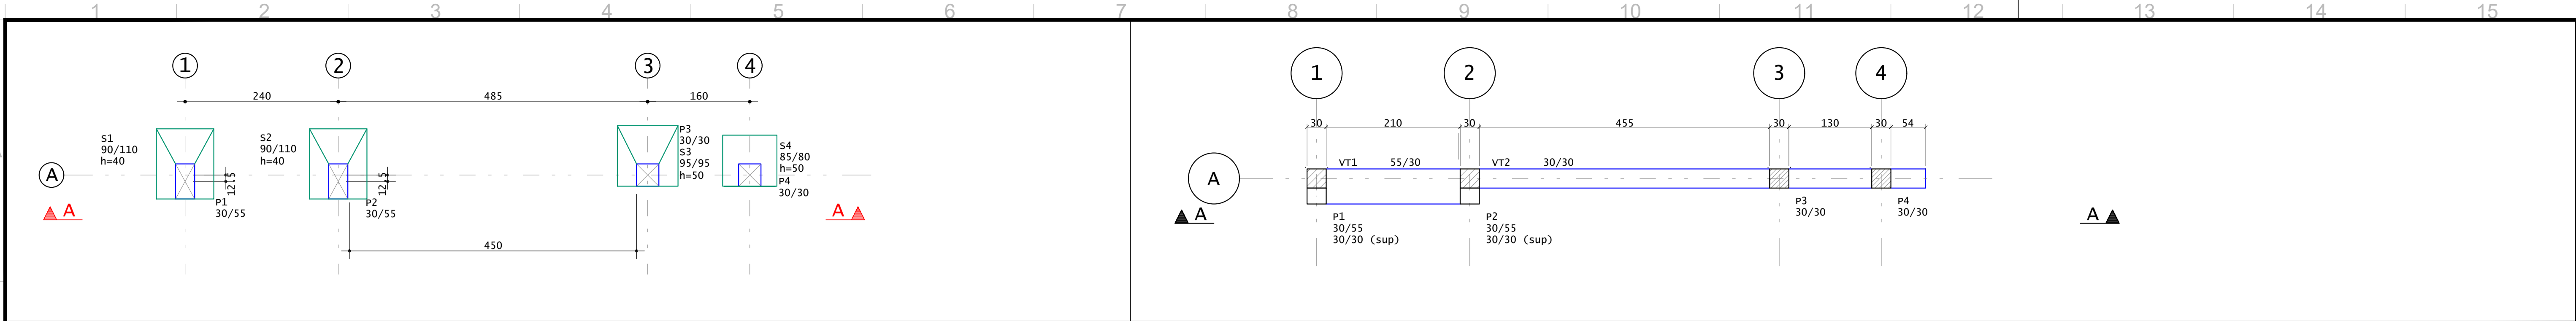 1 2 3 4 5 6 7 8 9 10 11 12 13 14 15
1 2 3 4
240 485 160
S1
90/110
h=40
S2
90/110
h=40
P3
30/30
S3
95/95
h=50
S4
85/80
h=50
P4
30/30
A
12.5
12.5
P1
30/55
P2
30/55
A
A
450
1 2 3 4
30 210 30 455 30 130 30 54
VT1 55/30 VT2 30/30
A
P1
30/55
30/30 (sup)
P2
30/55
30/30 (sup)
P3
30/30
P4
30/30
A
A